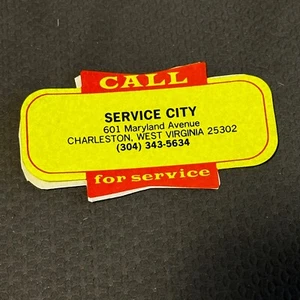 CALL
SERVICE CITY
601 Maryland Avenue
CHARLESTON, WEST VIRGINIA 25302
(304) 343-5634
for service